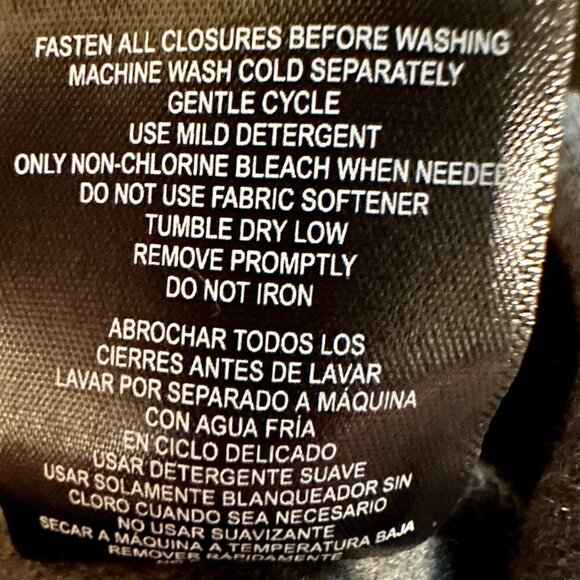 FASTEN ALL CLOSURES BEFORE WASHING
MACHINE WASH COLD SEPARATELY
GENTLE CYCLE
USE MILD DETERGENT
ONLY NON-CHLORINE BLEACH WHEN NEEDED
DO NOT USE FABRIC SOFTENER
TUMBLE DRY LOW
REMOVE PROMPTLY
DO NOT IRON
ABROCHAR TODOS LOS
CIERRES ANTES DE LAVAR
LAVAR POR SEPARADO A MÁQUINA
CON AGUA FRÍA
EN CICLO DELICADO
USAR DETERGENTE SUAVE
USAR SOLAMENTE BLANQUEADOR SIN
CLORO CUANDO SEA NECESARIO
NO USAR SUAVIZANTE
SECAR A MÁQUINA A TEMPERATURA BAJA
REMOVER RÁPIDAMENTE